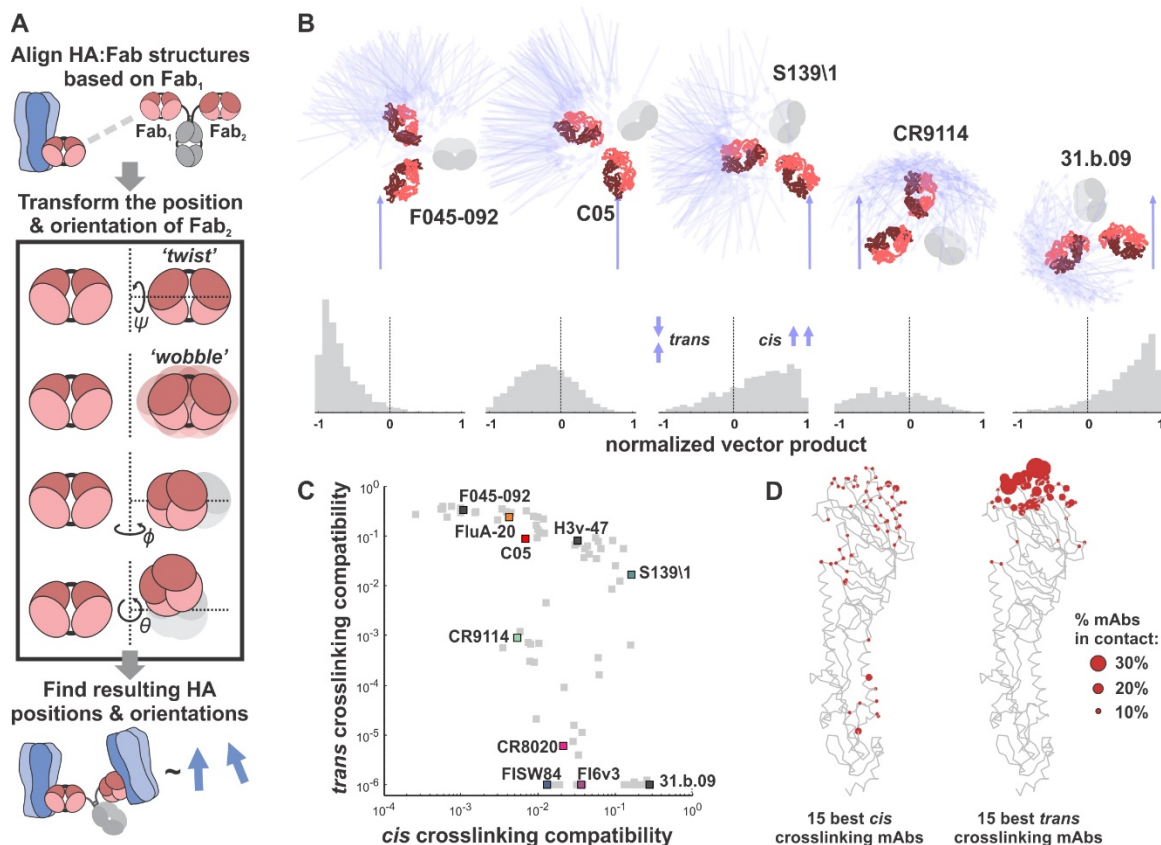 A
Align HA:Fab structures
based on Fab₁
Fab₁
Fab₂
Transform the position
& orientation of Fab₂
'twist'
ψ
'wobble'
ϕ
θ
Find resulting HA
positions & orientations
~
B
F045-092
C05
S139\1
CR9114
31.b.09
trans
cis
-1 0 1
-1 0 1
-1 0 1
-1 0 1
-1 0 1
normalized vector product
C
trans crosslinking compatibility
10⁰
10⁻¹
10⁻²
10⁻³
10⁻⁴
10⁻⁵
10⁻⁶
F045-092
FluA-20
C05
H3v-47
S139\1
CR9114
CR8020
FISW84
FI6v3
31.b.09
10⁻⁴ 10⁻³ 10⁻² 10⁻¹ 10⁰
cis crosslinking compatibility
D
% mAbs
in contact:
30%
20%
10%
15 best cis
crosslinking mAbs
15 best trans
crosslinking mAbs